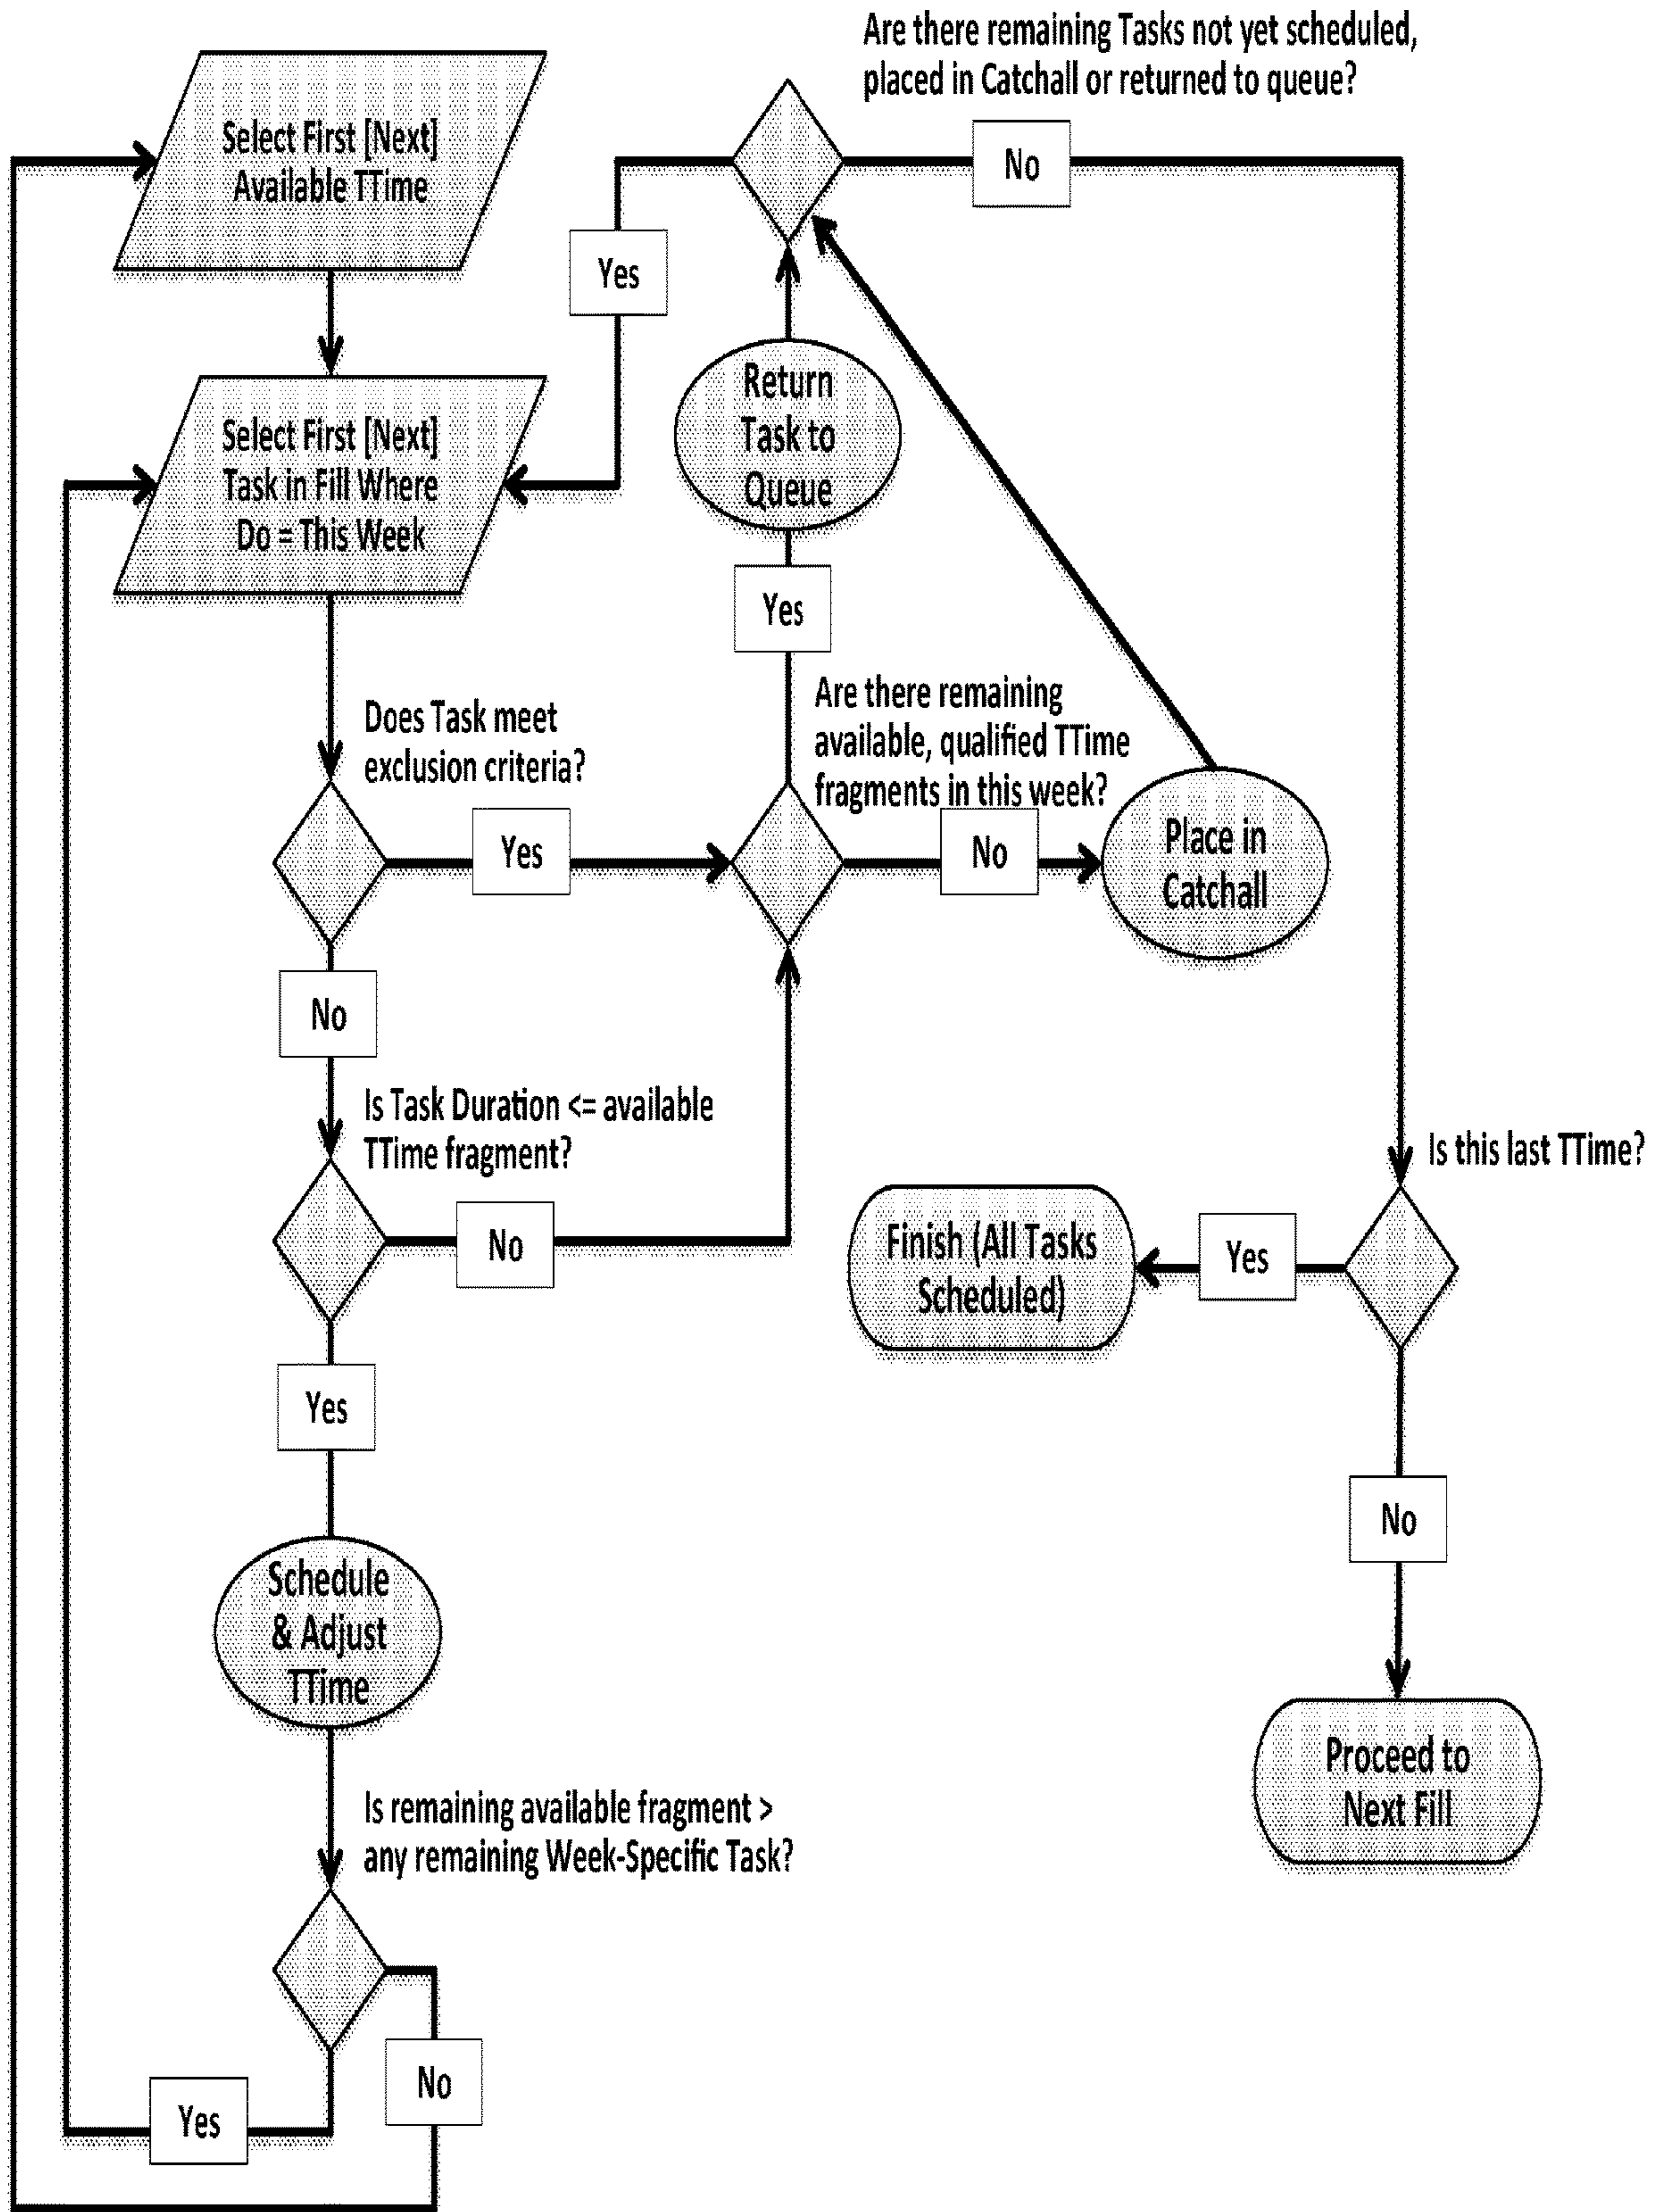 Are there remaining Tasks not yet scheduled,
placed in Catchall or returned to queue?
Select First [Next]
Available TTime
No
Yes
Return
Task to
Queue
Select First [Next]
Task in Fill Where
Do = This Week
Yes
Does Task meet
exclusion criteria?
Are there remaining
available, qualified TTime
fragments in this week?
Yes
No
Place in
Catchall
No
Is Task Duration <= available
TTime fragment?
No
Is this last TTime?
Finish (All Tasks
Scheduled)
Yes
Yes
No
Schedule
& Adjust
TTime
Proceed to
Next Fill
Is remaining available fragment >
any remaining Week-Specific Task?
No
Yes